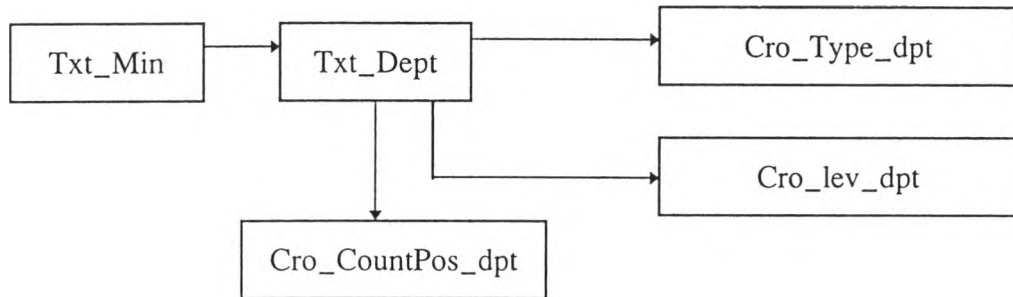 Txt_Min
Txt_Dept
Cro_Type_dpt
Cro_lev_dpt
Cro_CountPos_dpt